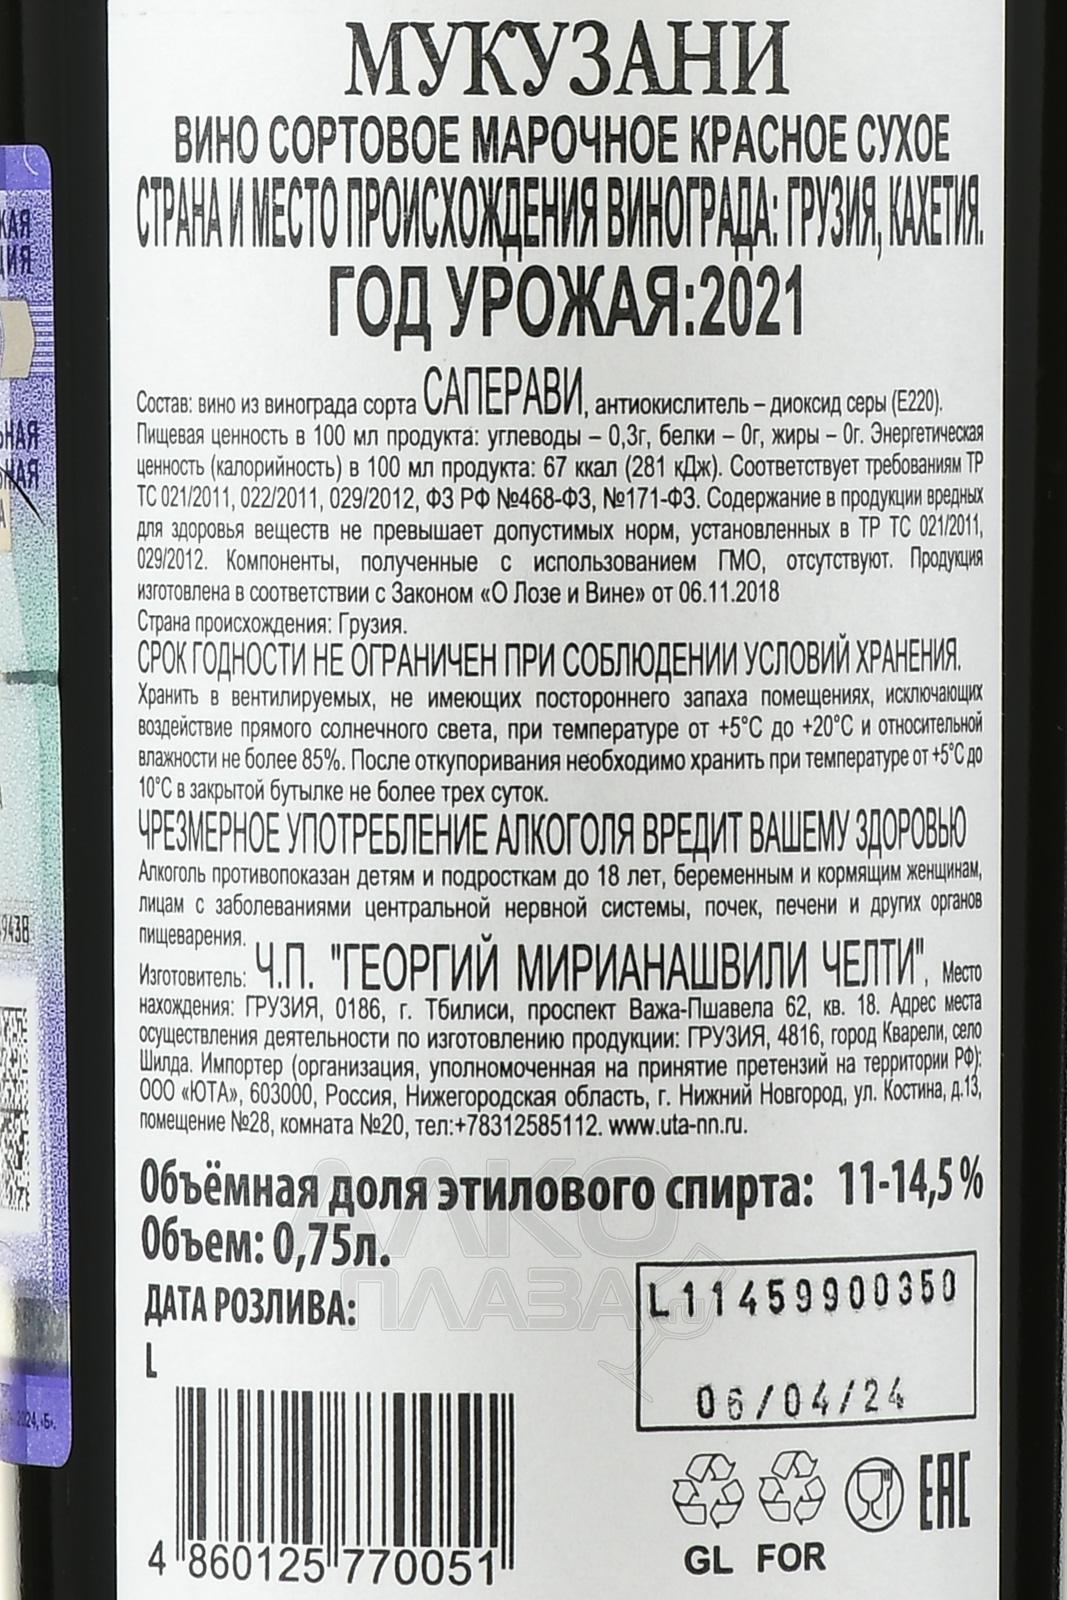 МУКУЗАНИ
ВИНО СОРТОВОЕ МАРОЧНОЕ КРАСНОЕ СУХОЕ
СТРАНА И МЕСТО ПРОИСХОЖДЕНИЯ ВИНОГРАДА: ГРУЗИЯ, КАХЕТИЯ.
ГОД УРОЖАЯ:2021
Состав: вино из винограда сорта САПЕРАВИ, антиокислитель – диоксид серы (Е220).
Пищевая ценность в 100 мл продукта: углеводы – 0,3г, белки – 0г, жиры – 0г. Энергетическая
ценность (калорийность) в 100 мл продукта: 67 ккал (281 кДж). Соответствует требованиям ТР
ТС 021/2011, 022/2011, 029/2012, ФЗ РФ №468-ФЗ, №171-ФЗ. Содержание в продукции вредных
для здоровья веществ не превышает допустимых норм, установленных в ТР ТС 021/2011,
029/2012. Компоненты, полученные с использованием ГМО, отсутствуют. Продукция
изготовлена в соответствии с Законом «О Лозе и Вине» от 06.11.2018
Страна происхождения: Грузия.
СРОК ГОДНОСТИ НЕ ОГРАНИЧЕН ПРИ СОБЛЮДЕНИИ УСЛОВИЙ ХРАНЕНИЯ.
Хранить в вентилируемых, не имеющих постороннего запаха помещениях, исключающих
воздействие прямого солнечного света, при температуре от +5°С до +20°С и относительной
влажности не более 85%. После откупоривания необходимо хранить при температуре от +5°С до
10°С в закрытой бутылке не более трех суток.
ЧРЕЗМЕРНОЕ УПОТРЕБЛЕНИЕ АЛКОГОЛЯ ВРЕДИТ ВАШЕМУ ЗДОРОВЬЮ
Алкоголь противопоказан детям и подросткам до 18 лет, беременным и кормящим женщинам,
лицам с заболеваниями центральной нервной системы, почек, печени и других органов
пищеварения.
Изготовитель: Ч.П. "ГЕОРГИЙ МИРИАНАШВИЛИ ЧЕЛТИ", Место
нахождения: ГРУЗИЯ, 0186, г. Тбилиси, проспект Важа-Пшавела 62, кв. 18. Адрес места
осуществления деятельности по изготовлению продукции: ГРУЗИЯ, 4816, город Кварели, село
Шилда. Импортер (организация, уполномоченная на принятие претензий на территории РФ):
ООО «ЮТА», 603000, Россия, Нижегородская область, г. Нижний Новгород, ул. Костина, д.13,
помещение №28, комната №20, тел:+78312585112. www.uta-nn.ru.
Объёмная доля этилового спирта: 11-14,5%
Объем: 0,75л.
ДАТА РОЗЛИВА:
L
L11459900350
06/04/24
4 860125 770051
GL FOR
EAC
АЛКО
ПЛАЗА.ru